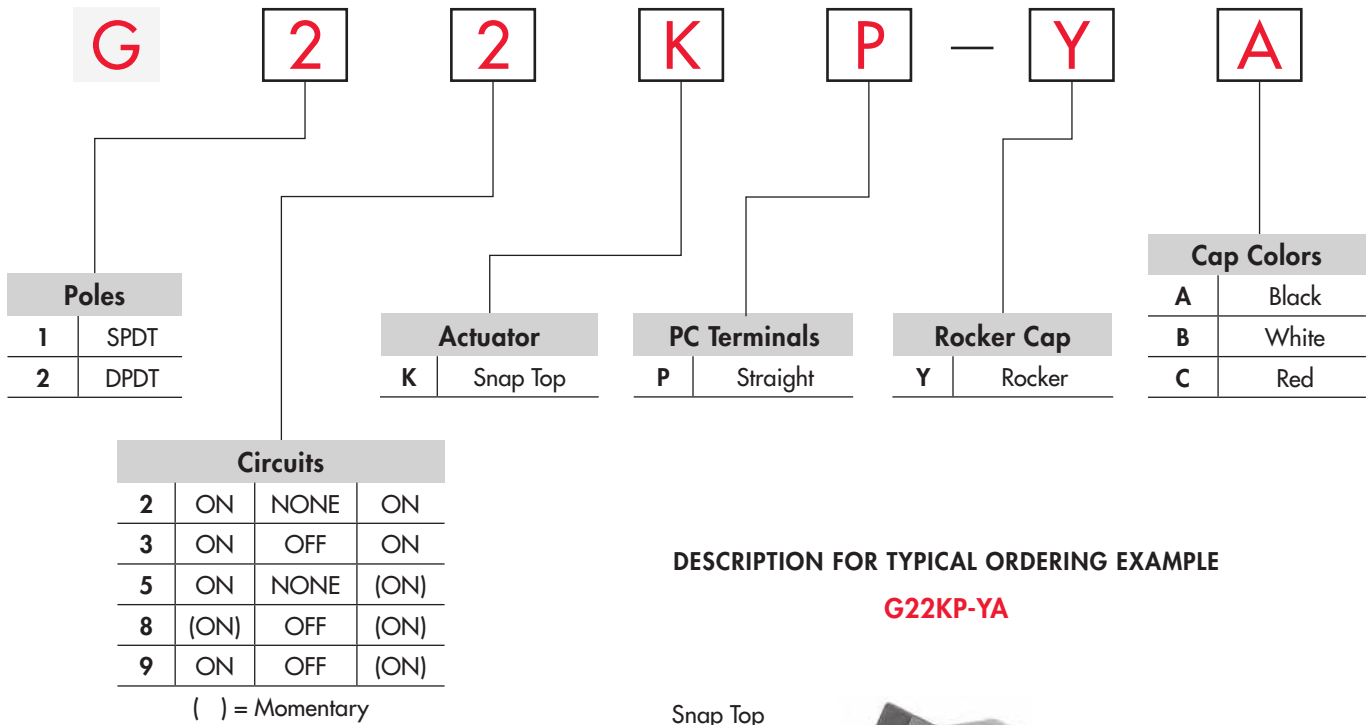 G 2 2 K P — Y A
Poles
1 SPDT
2 DPDT
Actuator
K Snap Top
PC Terminals
P Straight
Rocker Cap
Y Rocker
Cap Colors
A Black
B White
C Red
Circuits
2 ON NONE ON
3 ON OFF ON
5 ON NONE (ON)
8 (ON) OFF (ON)
9 ON OFF (ON)
( ) = Momentary
DESCRIPTION FOR TYPICAL ORDERING EXAMPLE
G22KP-YA
Snap Top